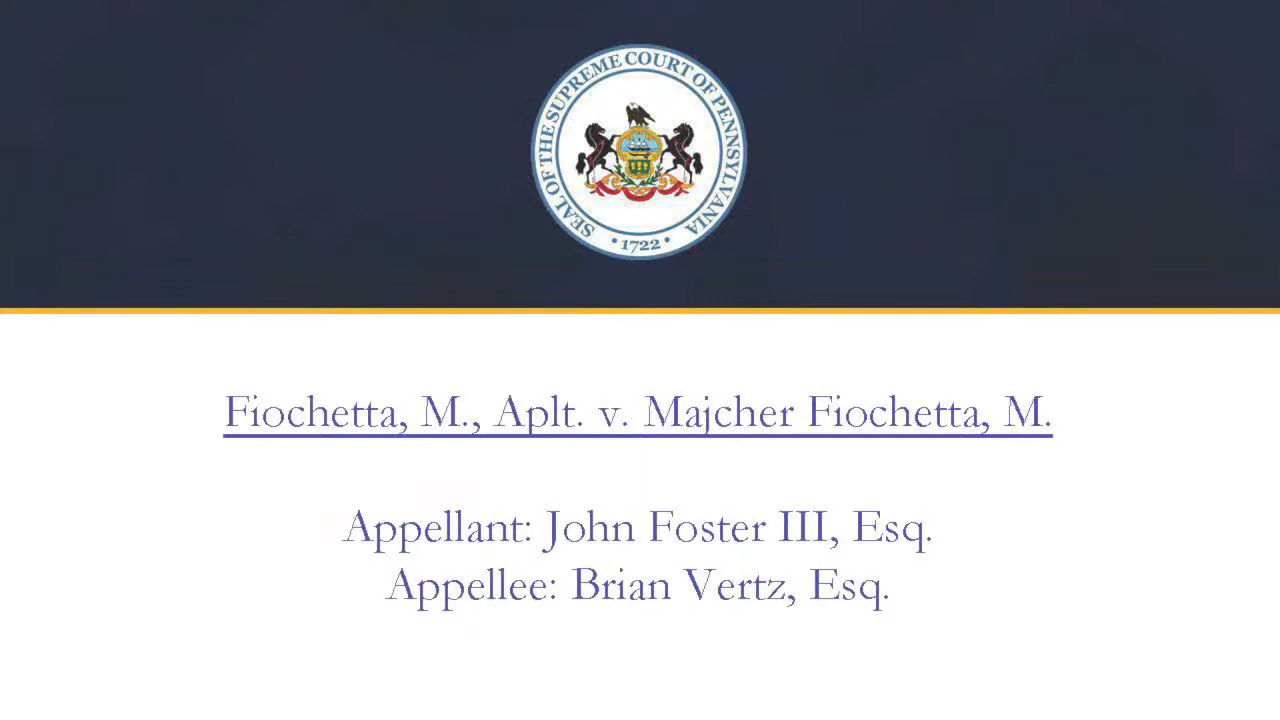 SEAL OF THE SUPREME COURT OF PENNSYLVANIA
• 1722 •
Fiochetta, M., Aplt. v. Majcher Fiochetta, M.
Appellant: John Foster III, Esq.
Appellee: Brian Vertz, Esq.